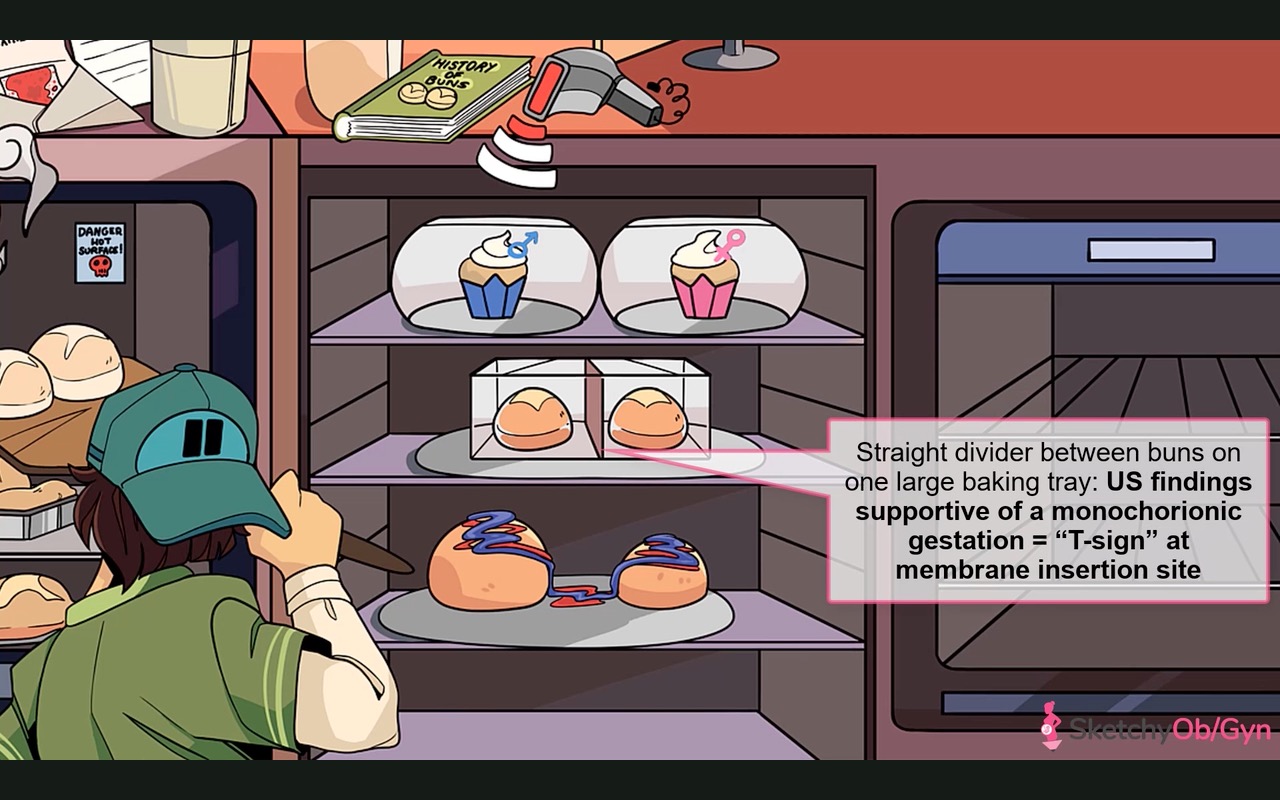 HISTORY
OF
BUNS
DANGER
HOT
SURFACE!
Straight divider between buns on
one large baking tray: US findings
supportive of a monochorionic
gestation = “T-sign” at
membrane insertion site
SketchyOb/Gyn